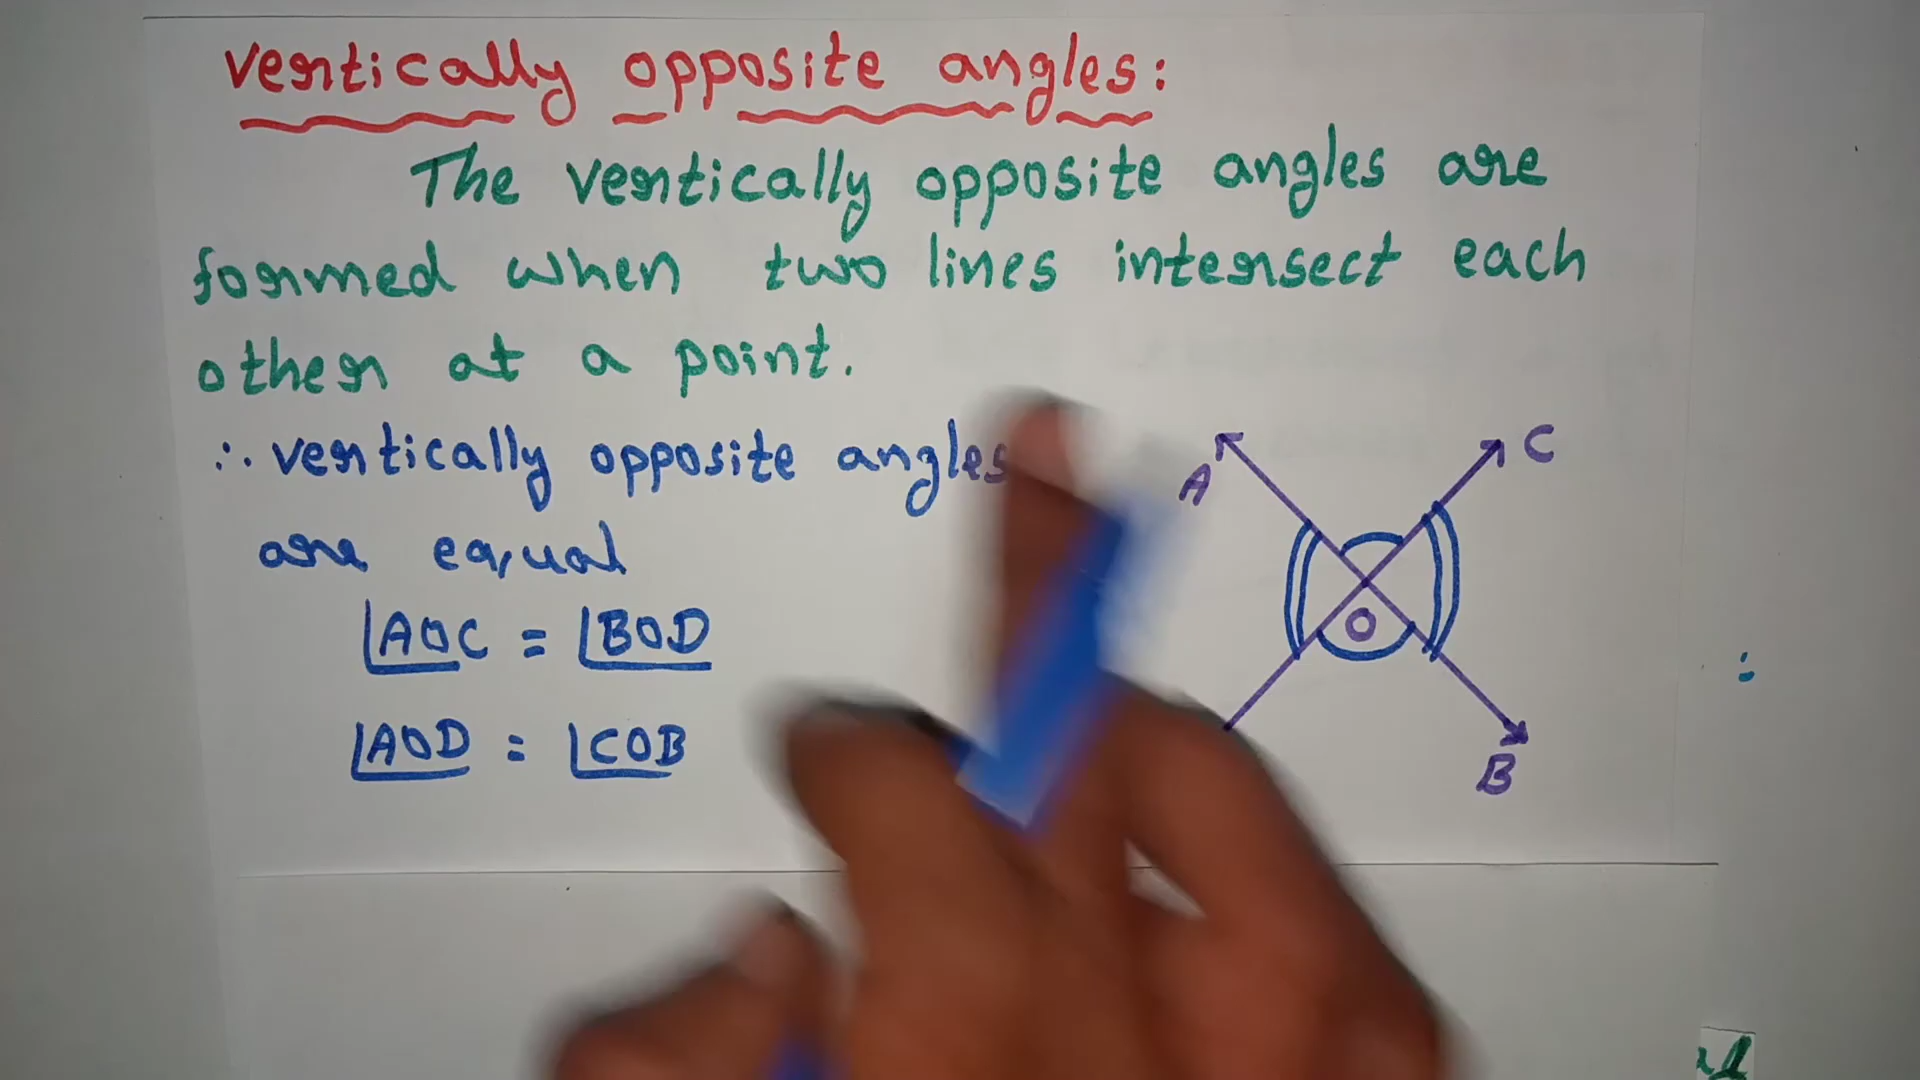 vertically opposite angles:
The vertically opposite angles are
formed when two lines intersect each
other at a point.
∴ vertically opposite angles
are equal
∠AOC = ∠BOD
∠AOD = ∠COB
A
C
O
B